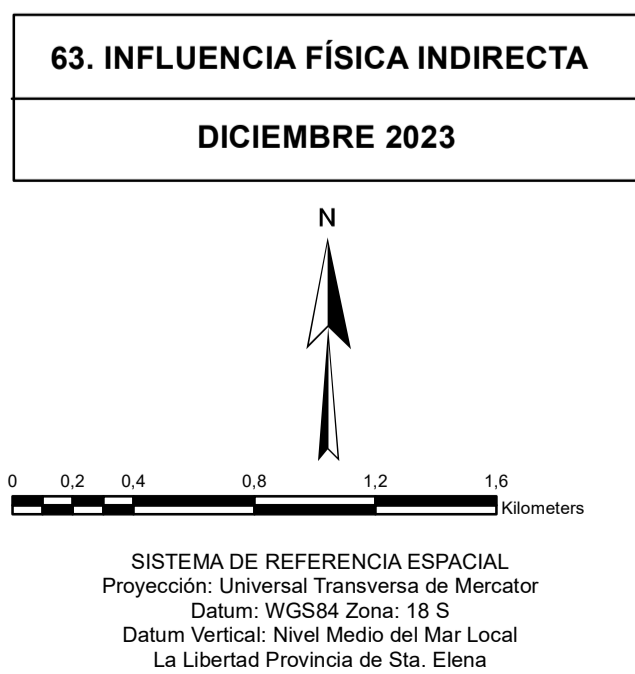 63. INFLUENCIA FÍSICA INDIRECTA
DICIEMBRE 2023
N
0 0,2 0,4 0,8 1,2 1,6
Kilometers
SISTEMA DE REFERENCIA ESPACIAL
Proyección: Universal Transversa de Mercator
Datum: WGS84 Zona: 18 S
Datum Vertical: Nivel Medio del Mar Local
La Libertad Provincia de Sta. Elena